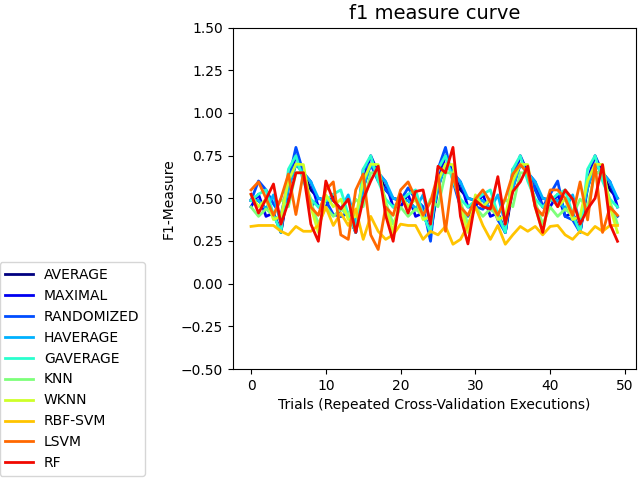 f1 measure curve
1.50
1.25
1.00
0.75
0.50
0.25
0.00
−0.25
−0.50
F1-Measure
0 10 20 30 40 50
Trials (Repeated Cross-Validation Executions)
AVERAGE
MAXIMAL
RANDOMIZED
HAVERAGE
GAVERAGE
KNN
WKNN
RBF-SVM
LSVM
RF